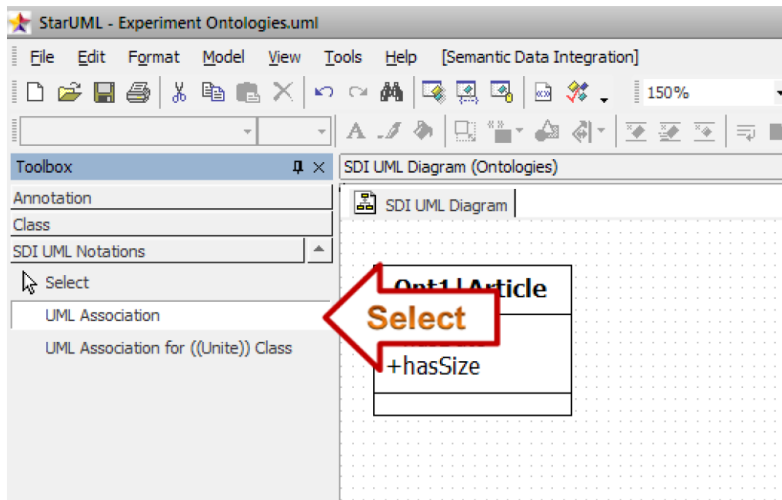 StarUML - Experiment Ontologies.uml
File Edit Format Model View Tools Help [Semantic Data Integration]
150%
Toolbox
SDI UML Diagram (Ontologies)
Annotation
SDI UML Diagram
Class
SDI UML Notations
Select
Ont1|Article
UML Association
Select
UML Association for ((Unite)) Class
+hasSize